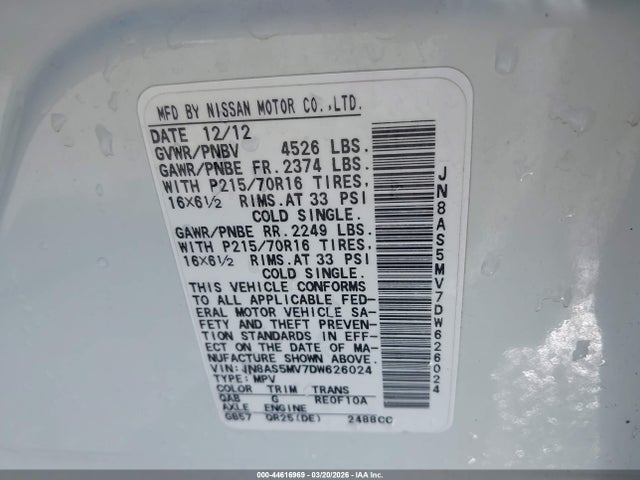 MFD BY NISSAN MOTOR CO.,LTD.
DATE 12/12
GVWR/PNBV 4526 LBS.
GAWR/PNBE FR. 2374 LBS.
WITH P215/70R16 TIRES,
16X6½ RIMS. AT 33 PSI
COLD SINGLE.
GAWR/PNBE RR. 2249 LBS.
WITH P215/70R16 TIRES,
16X6½ RIMS. AT 33 PSI
COLD SINGLE.
THIS VEHICLE CONFORMS
TO ALL APPLICABLE FED-
ERAL MOTOR VEHICLE SA-
FETY AND THEFT PREVEN-
TION STANDARDS IN EFF-
ECT ON THE DATE OF MA-
NUFACTURE SHOWN ABOVE.
VIN: JN8AS5MV7DW626024
TYPE: MPV
COLOR TRIM TRANS
QAB G RE0F10A
AXLE ENGINE
GB57 QR25(DE) 2488CC
JN8AS5MV7DW626024
000-44616969 | 03/20/2026 | IAAI.COM